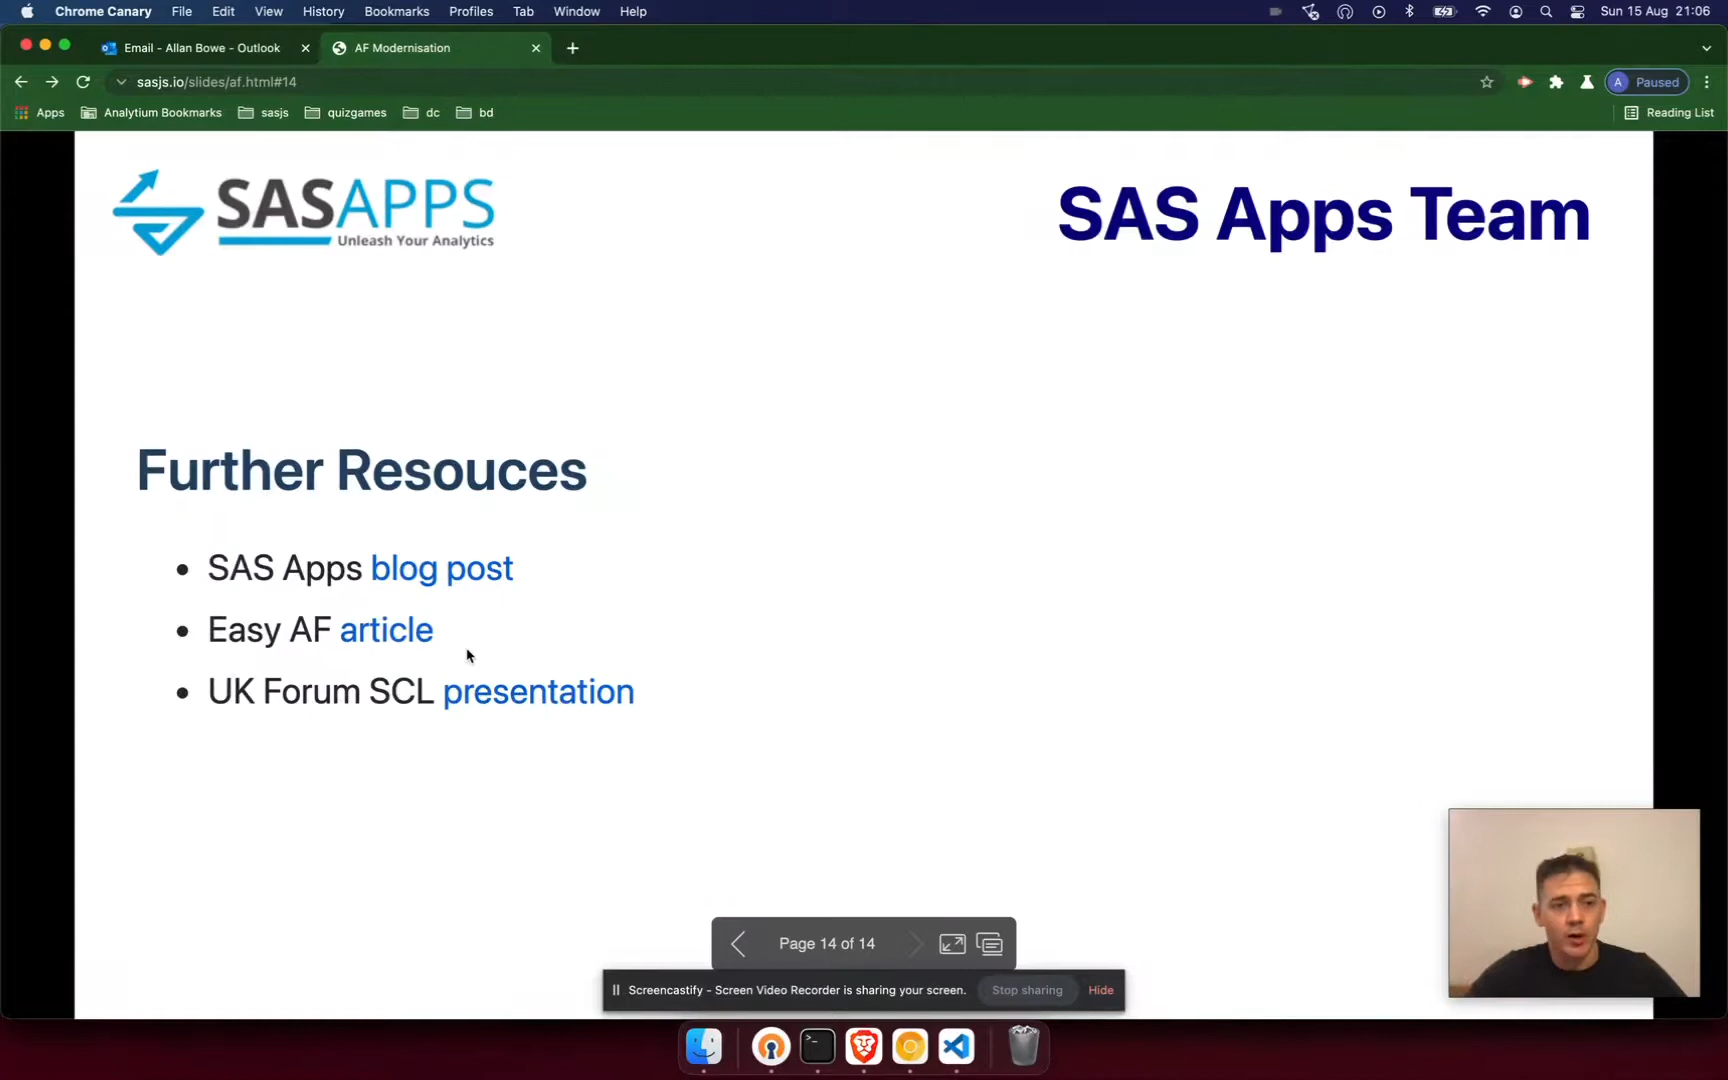 Chrome Canary File Edit View History Bookmarks Profiles Tab Window Help Sun 15 Aug 21:06
Email - Allan Bowe - Outlook AF Modernisation
sasjs.io/slides/af.html#14 A Paused
Apps Analytium Bookmarks sasjs quizgames dc bd Reading List
SASAPPS
Unleash Your Analytics
SAS Apps Team
Further Resouces
• SAS Apps blog post
• Easy AF article
• UK Forum SCL presentation
Page 14 of 14
Screencastify - Screen Video Recorder is sharing your screen. Stop sharing Hide